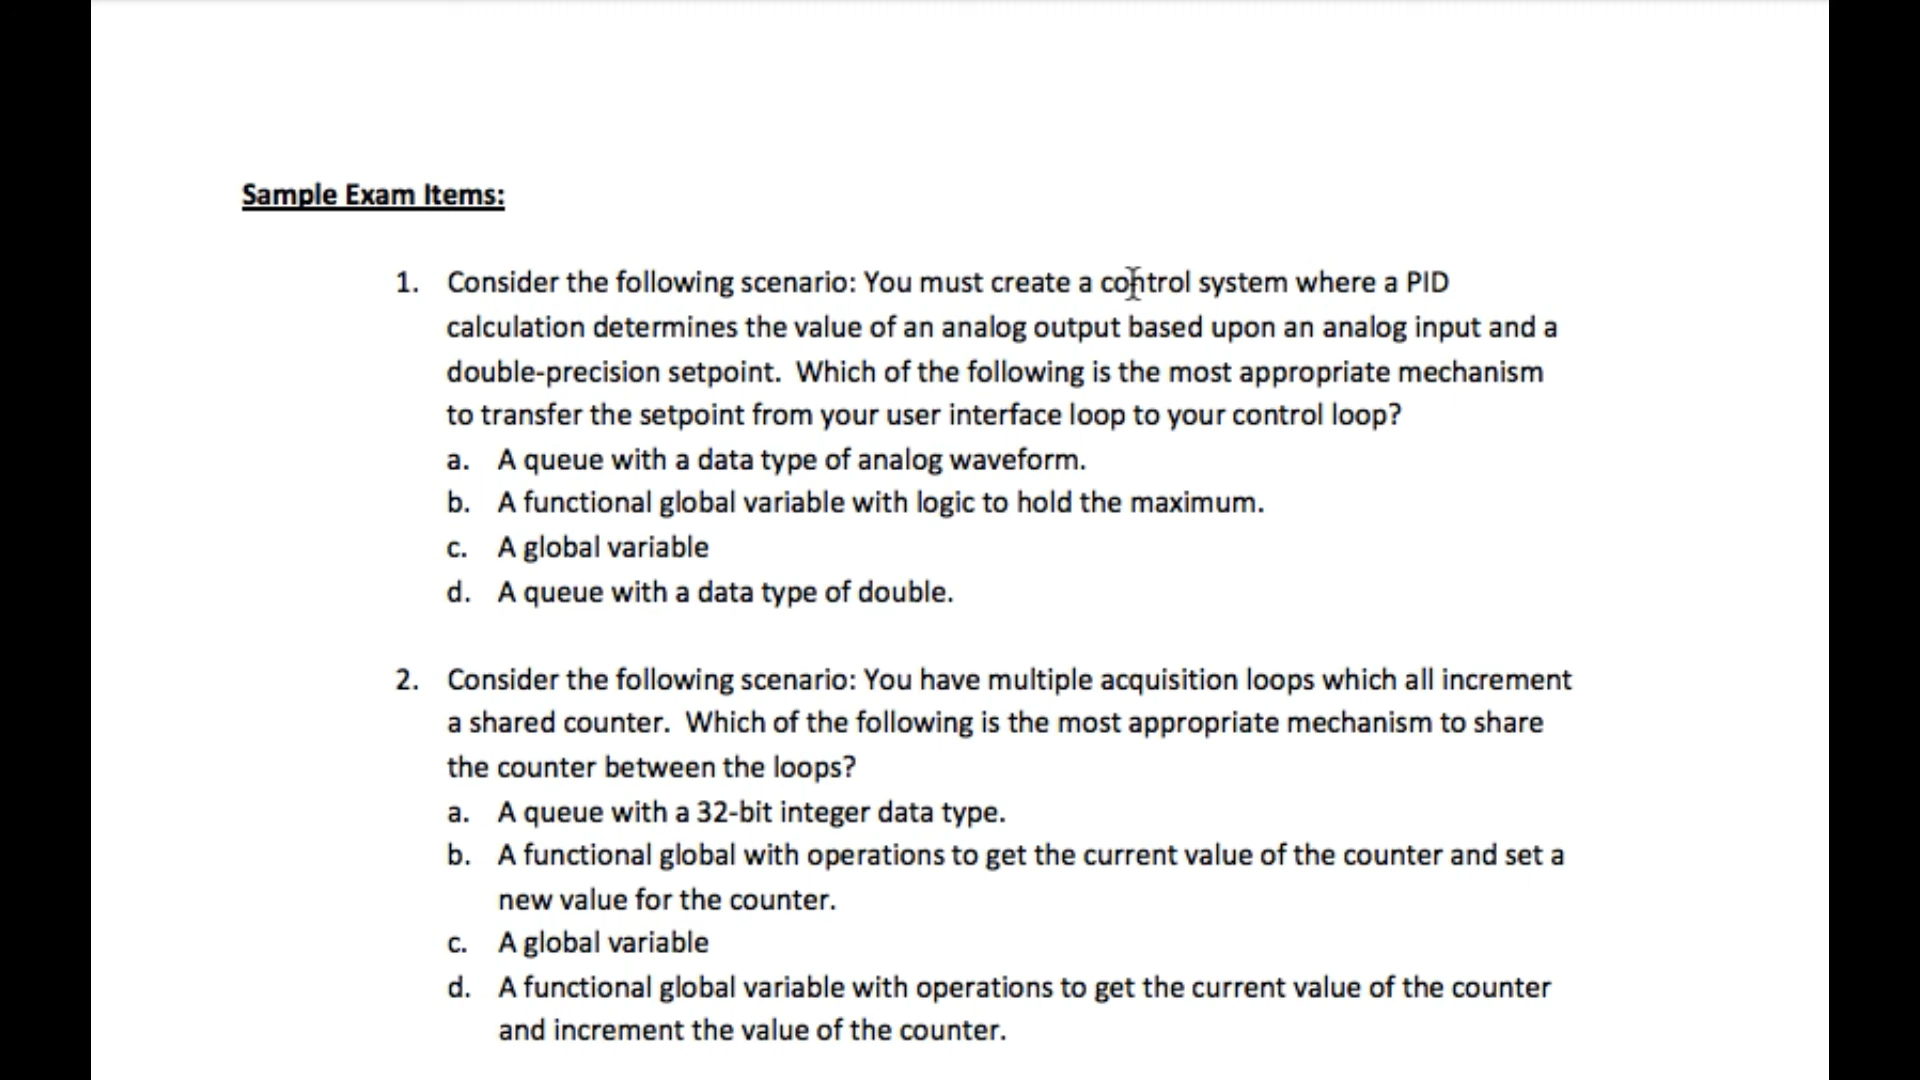 Sample Exam Items:
1. Consider the following scenario: You must create a control system where a PID
calculation determines the value of an analog output based upon an analog input and a
double-precision setpoint. Which of the following is the most appropriate mechanism
to transfer the setpoint from your user interface loop to your control loop?
a. A queue with a data type of analog waveform.
b. A functional global variable with logic to hold the maximum.
c. A global variable
d. A queue with a data type of double.
2. Consider the following scenario: You have multiple acquisition loops which all increment
a shared counter. Which of the following is the most appropriate mechanism to share
the counter between the loops?
a. A queue with a 32-bit integer data type.
b. A functional global with operations to get the current value of the counter and set a
new value for the counter.
c. A global variable
d. A functional global variable with operations to get the current value of the counter
and increment the value of the counter.